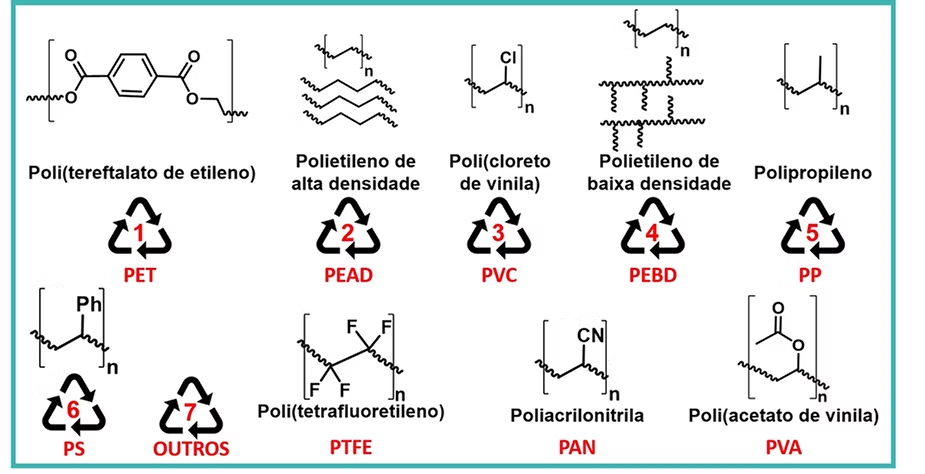 O
O
O
O
n
Cl
n
n
n
Poli(tereftalato de etileno)
Polietileno de
alta densidade
Poli(cloreto
de vinila)
Polietileno de
baixa densidade
Polipropileno
1
2
3
4
5
PET
PEAD
PVC
PEBD
PP
Ph
n
F F
F F
n
CN
n
O
O
n
6
7
Poli(tetrafluoretileno)
Poliacrilonitrila
Poli(acetato de vinila)
PS
OUTROS
PTFE
PAN
PVA